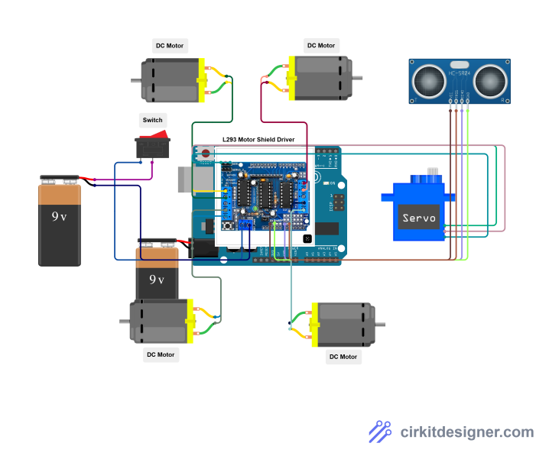 DC Motor
DC Motor
HC-SR04
Switch
L293 Motor Shield Driver
9v
Servo
9v
DC Motor
DC Motor
cirkitdesigner.com